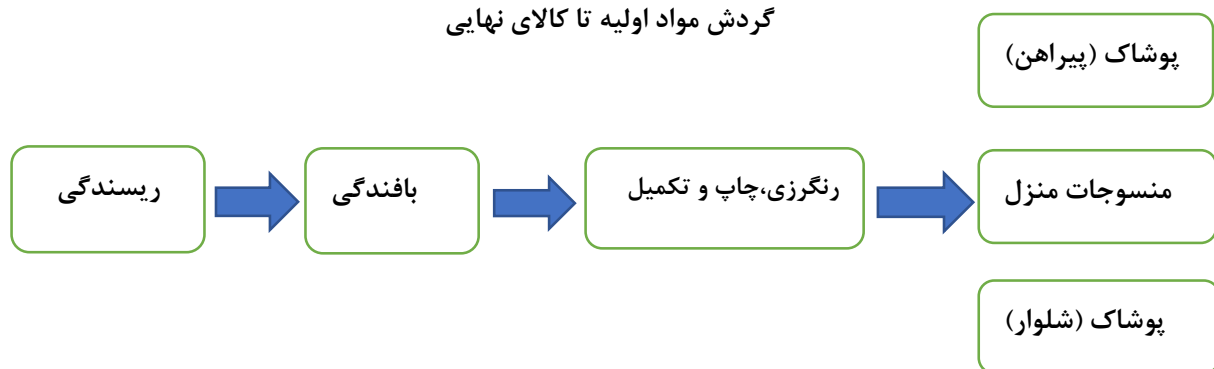 گردش مواد اولیه تا کالای نهایی
ریسندگی
بافندگی
رنگرزی،چاپ و تکمیل
پوشاک (پیراهن)
منسوجات منزل
پوشاک (شلوار)